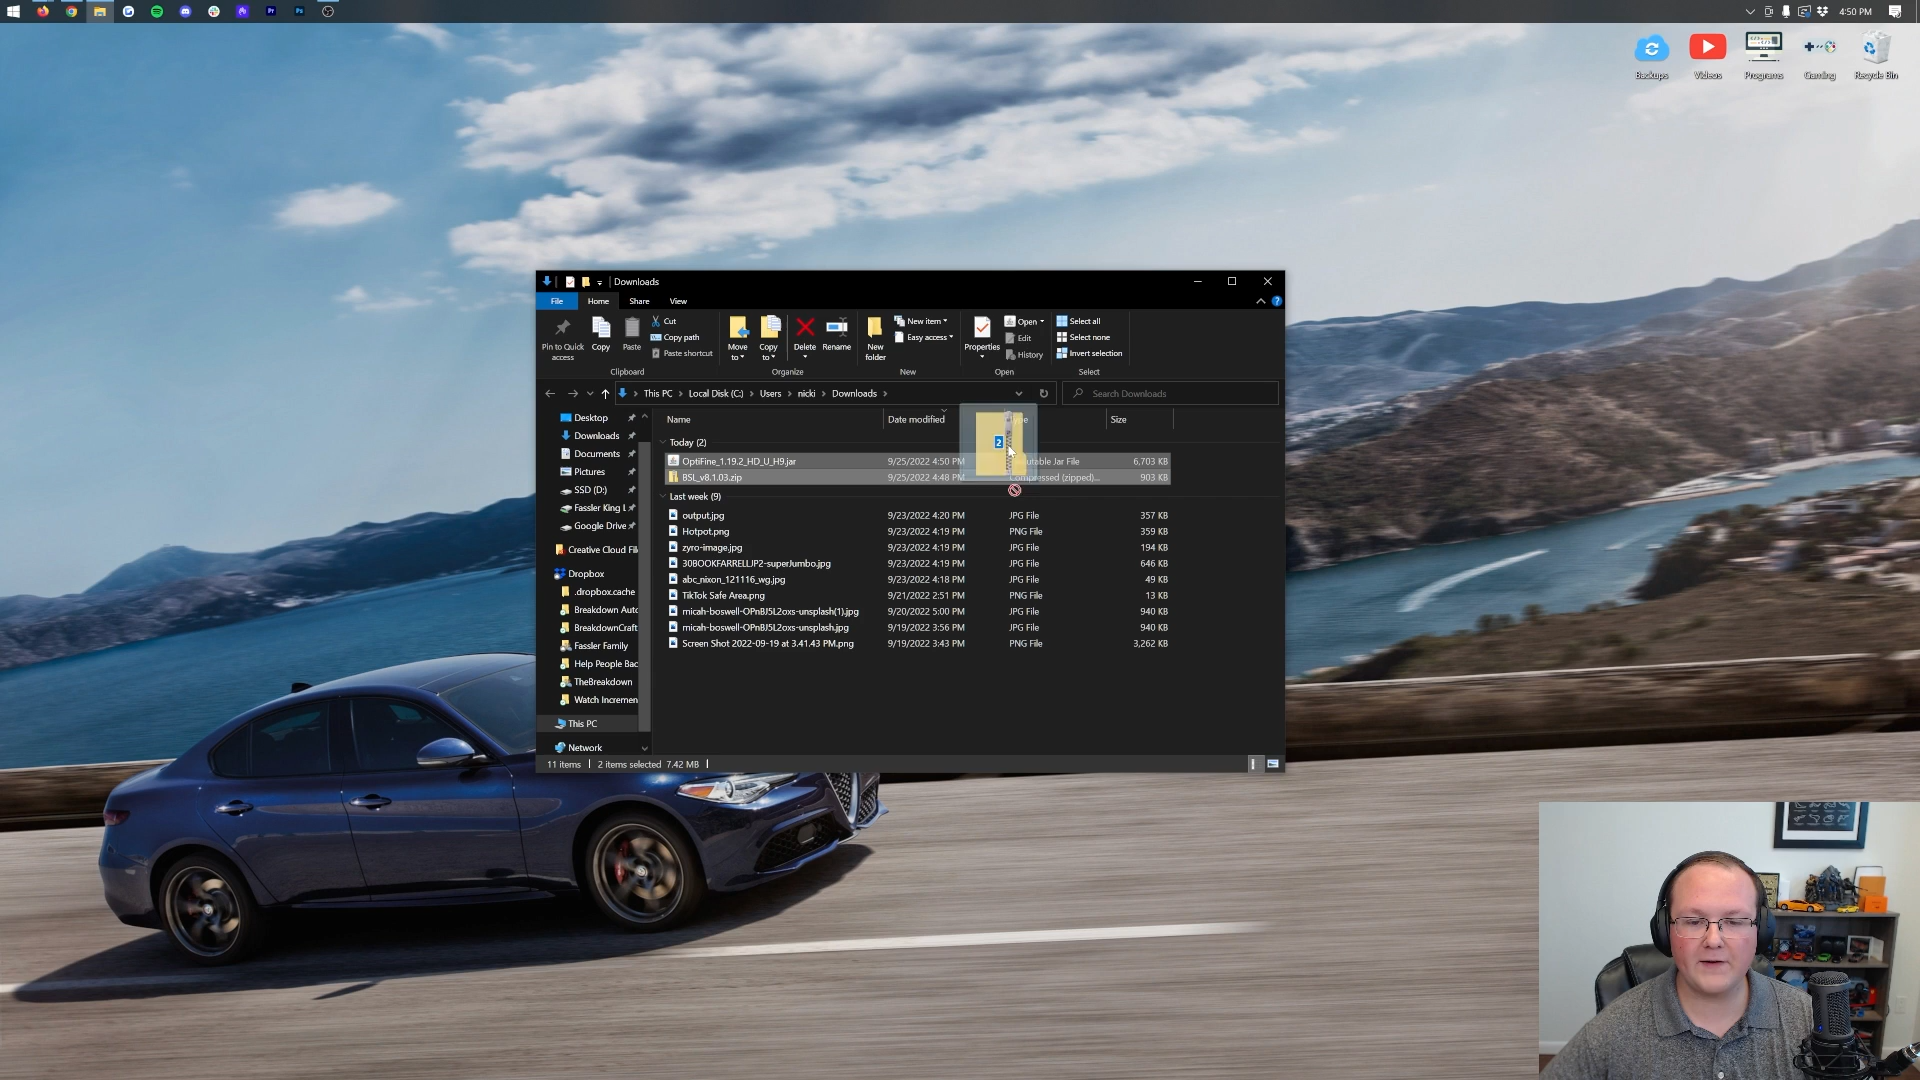 4:50 PM
Backups
Videos
Programs
Gaming
Recycle Bin
Downloads
File
Home
Share
View
Pin to Quick access
Copy
Paste
Cut
Copy path
Paste shortcut
Clipboard
Move to
Copy to
Delete
Rename
Organize
New folder
New item
Easy access
New
Properties
Open
Edit
History
Open
Select all
Select none
Invert selection
Select
This PC > Local Disk (C:) > Users > nicki > Downloads >
Search Downloads
Desktop
Downloads
Documents
Pictures
SSD (D:)
Fassler King L
Google Drive
Creative Cloud Fil
Dropbox
.dropbox.cache
Breakdown Auto
BreakdownCraft
Fassler Family
Help People Bac
TheBreakdown
Watch Incremen
This PC
Network
Name Date modified Size
Today (2)
OptiFine_1.19.2_HD_U_H9.jar 9/25/2022 4:50 PM utable Jar File 6,703 KB
BSL_v8.1.03.zip 9/25/2022 4:48 PM Compressed (zipped)... 903 KB
2
Last week (9)
output.jpg 9/23/2022 4:20 PM JPG File 357 KB
Hotpot.png 9/23/2022 4:19 PM PNG File 359 KB
zyro-image.jpg 9/23/2022 4:19 PM JPG File 194 KB
30BOOKFARRELLJP2-superJumbo.jpg 9/23/2022 4:19 PM JPG File 646 KB
abc_nixon_121116_wg.jpg 9/23/2022 4:18 PM JPG File 49 KB
TikTok Safe Area.png 9/21/2022 2:51 PM PNG File 13 KB
micah-boswell-OPnBJ5L2oxs-unsplash(1).jpg 9/20/2022 5:00 PM JPG File 940 KB
micah-boswell-OPnBJ5L2oxs-unsplash.jpg 9/19/2022 3:56 PM JPG File 940 KB
Screen Shot 2022-09-19 at 3.41.43 PM.png 9/19/2022 3:43 PM PNG File 3,262 KB
11 items | 2 items selected 7.42 MB |